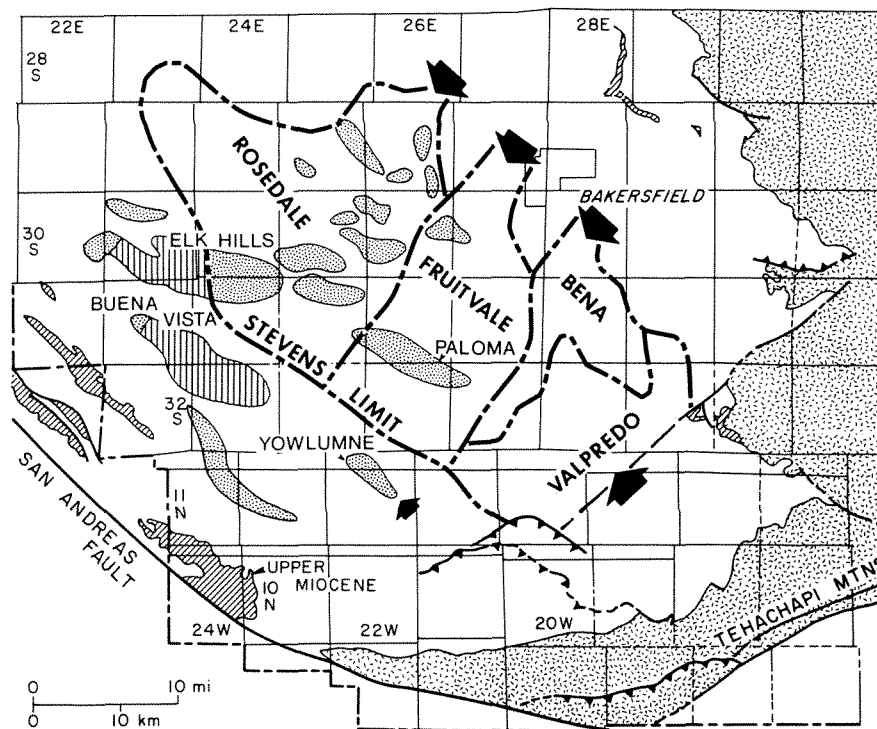 22E 24E 26E 28E
28
S
ROSEDALE
BAKERSFIELD
30
S
ELK HILLS
FRUITVALE
BENA
BUENA
VISTA
STEVENS
LIMIT
PALOMA
32
S
YOWLUMNE
VALPREDO
SAN ANDREAS
FAULT
11
N
UPPER
MIOCENE
10
N
24W 22W 20W
TEHACHAPI MTNS
0 10 mi
0 10 km